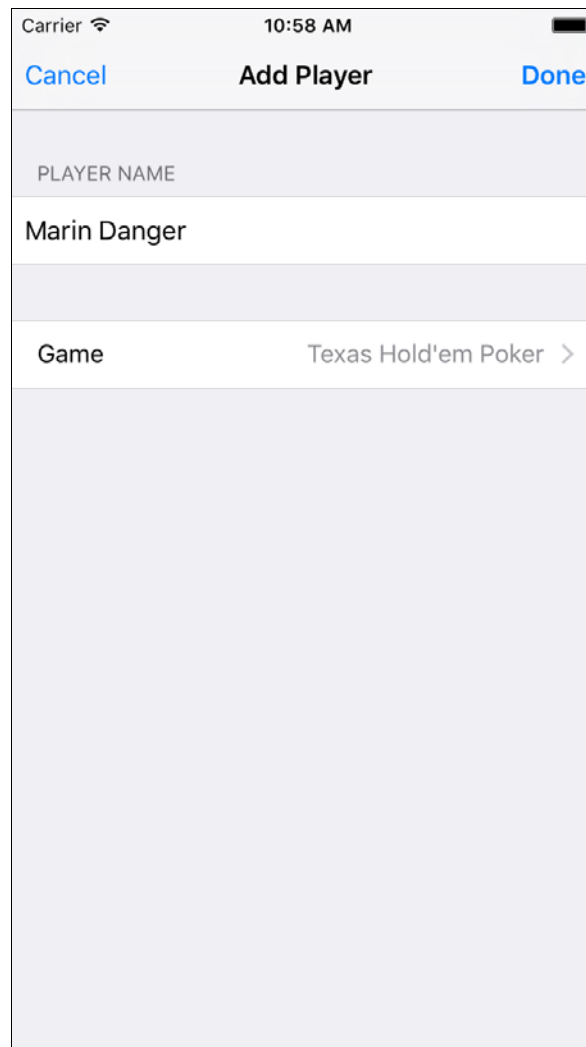 Carrier 10:58 AM
Cancel Add Player Done
PLAYER NAME
Marin Danger
Game Texas Hold'em Poker